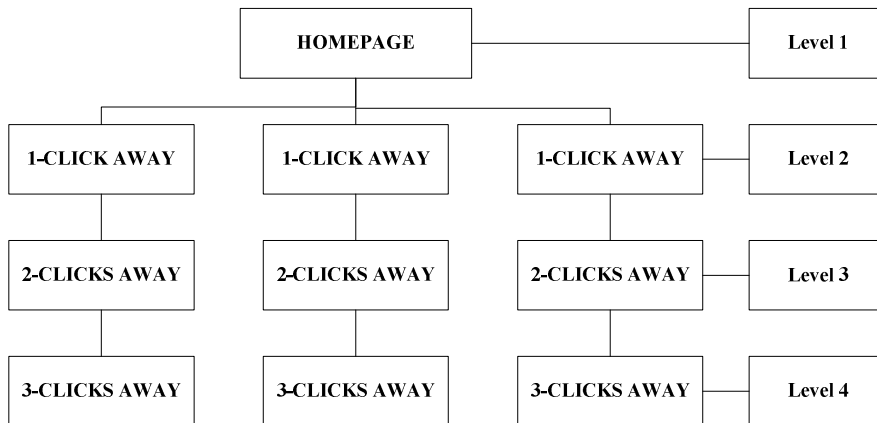 HOMEPAGE Level 1
1-CLICK AWAY 1-CLICK AWAY 1-CLICK AWAY Level 2
2-CLICKS AWAY 2-CLICKS AWAY 2-CLICKS AWAY Level 3
3-CLICKS AWAY 3-CLICKS AWAY 3-CLICKS AWAY Level 4